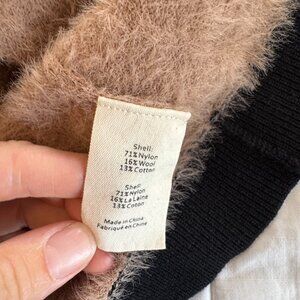 Shell:
71%Nylon
16%Wool
13%Cotton
Shell:
71%Nylon
16%La Laine
13%Coton
Made in China
Fabriqué en Chine